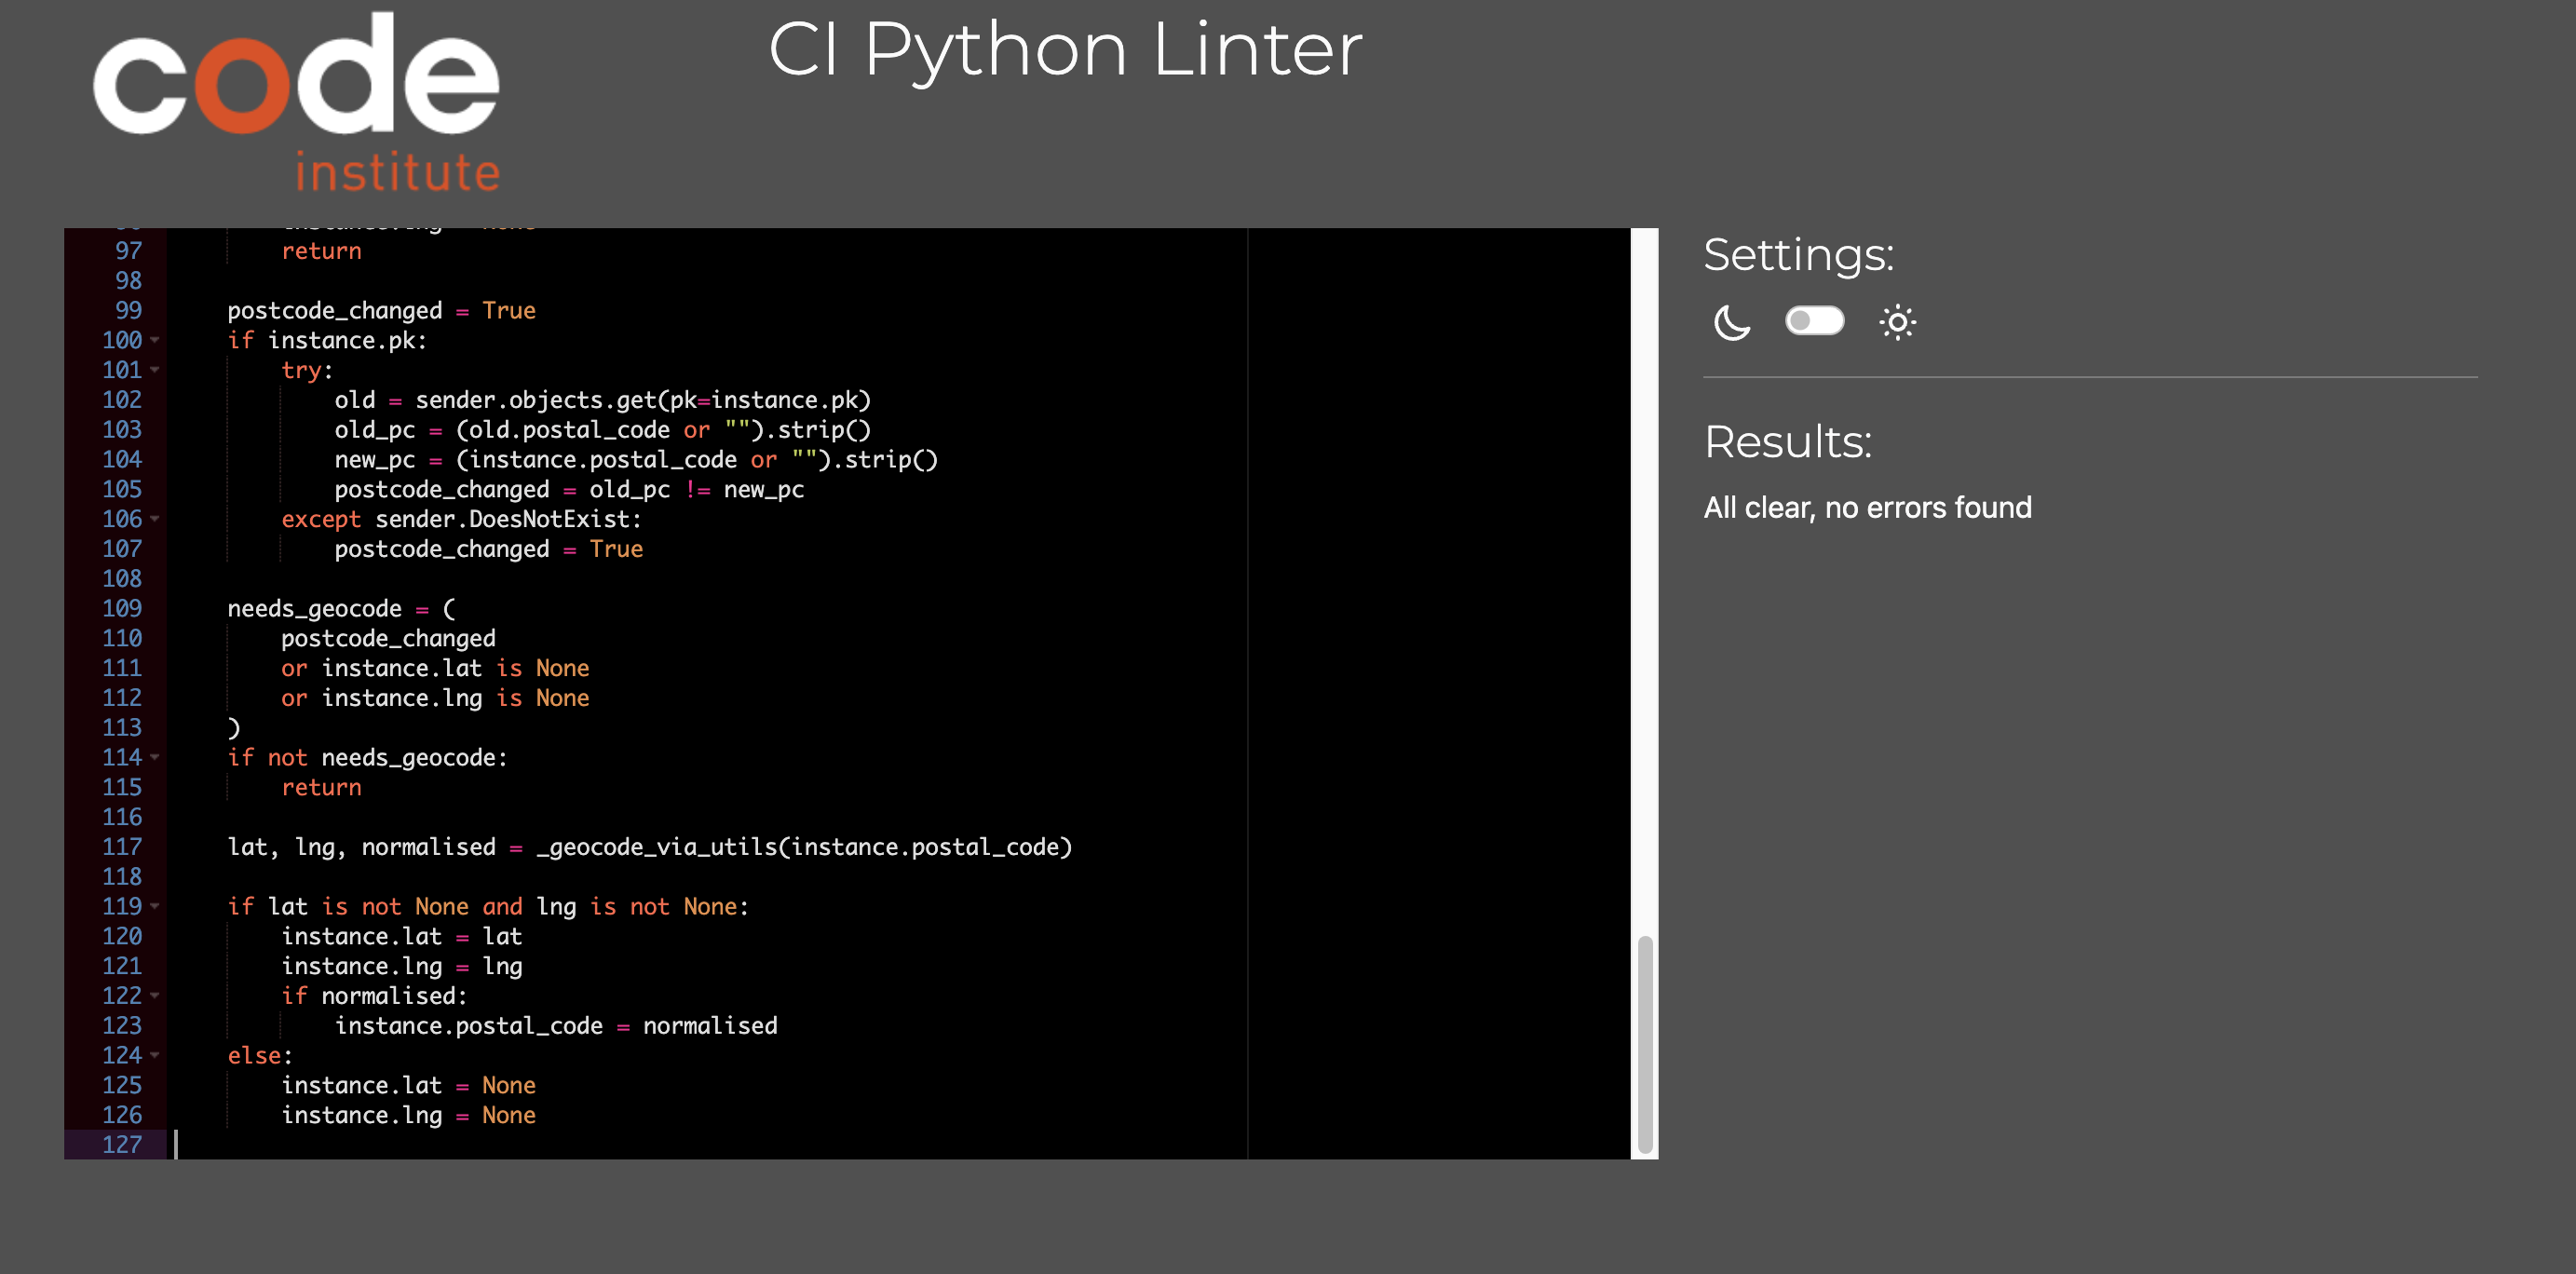 code
institute
CI Python Linter
97         return
98
99     postcode_changed = True
100     if instance.pk:
101         try:
102             old = sender.objects.get(pk=instance.pk)
103             old_pc = (old.postal_code or "").strip()
104             new_pc = (instance.postal_code or "").strip()
105             postcode_changed = old_pc != new_pc
106         except sender.DoesNotExist:
107             postcode_changed = True
108
109     needs_geocode = (
110         postcode_changed
111         or instance.lat is None
112         or instance.lng is None
113     )
114     if not needs_geocode:
115         return
116
117     lat, lng, normalised = _geocode_via_utils(instance.postal_code)
118
119     if lat is not None and lng is not None:
120         instance.lat = lat
121         instance.lng = lng
122         if normalised:
123             instance.postal_code = normalised
124     else:
125         instance.lat = None
126         instance.lng = None
127
Settings:
Results:
All clear, no errors found